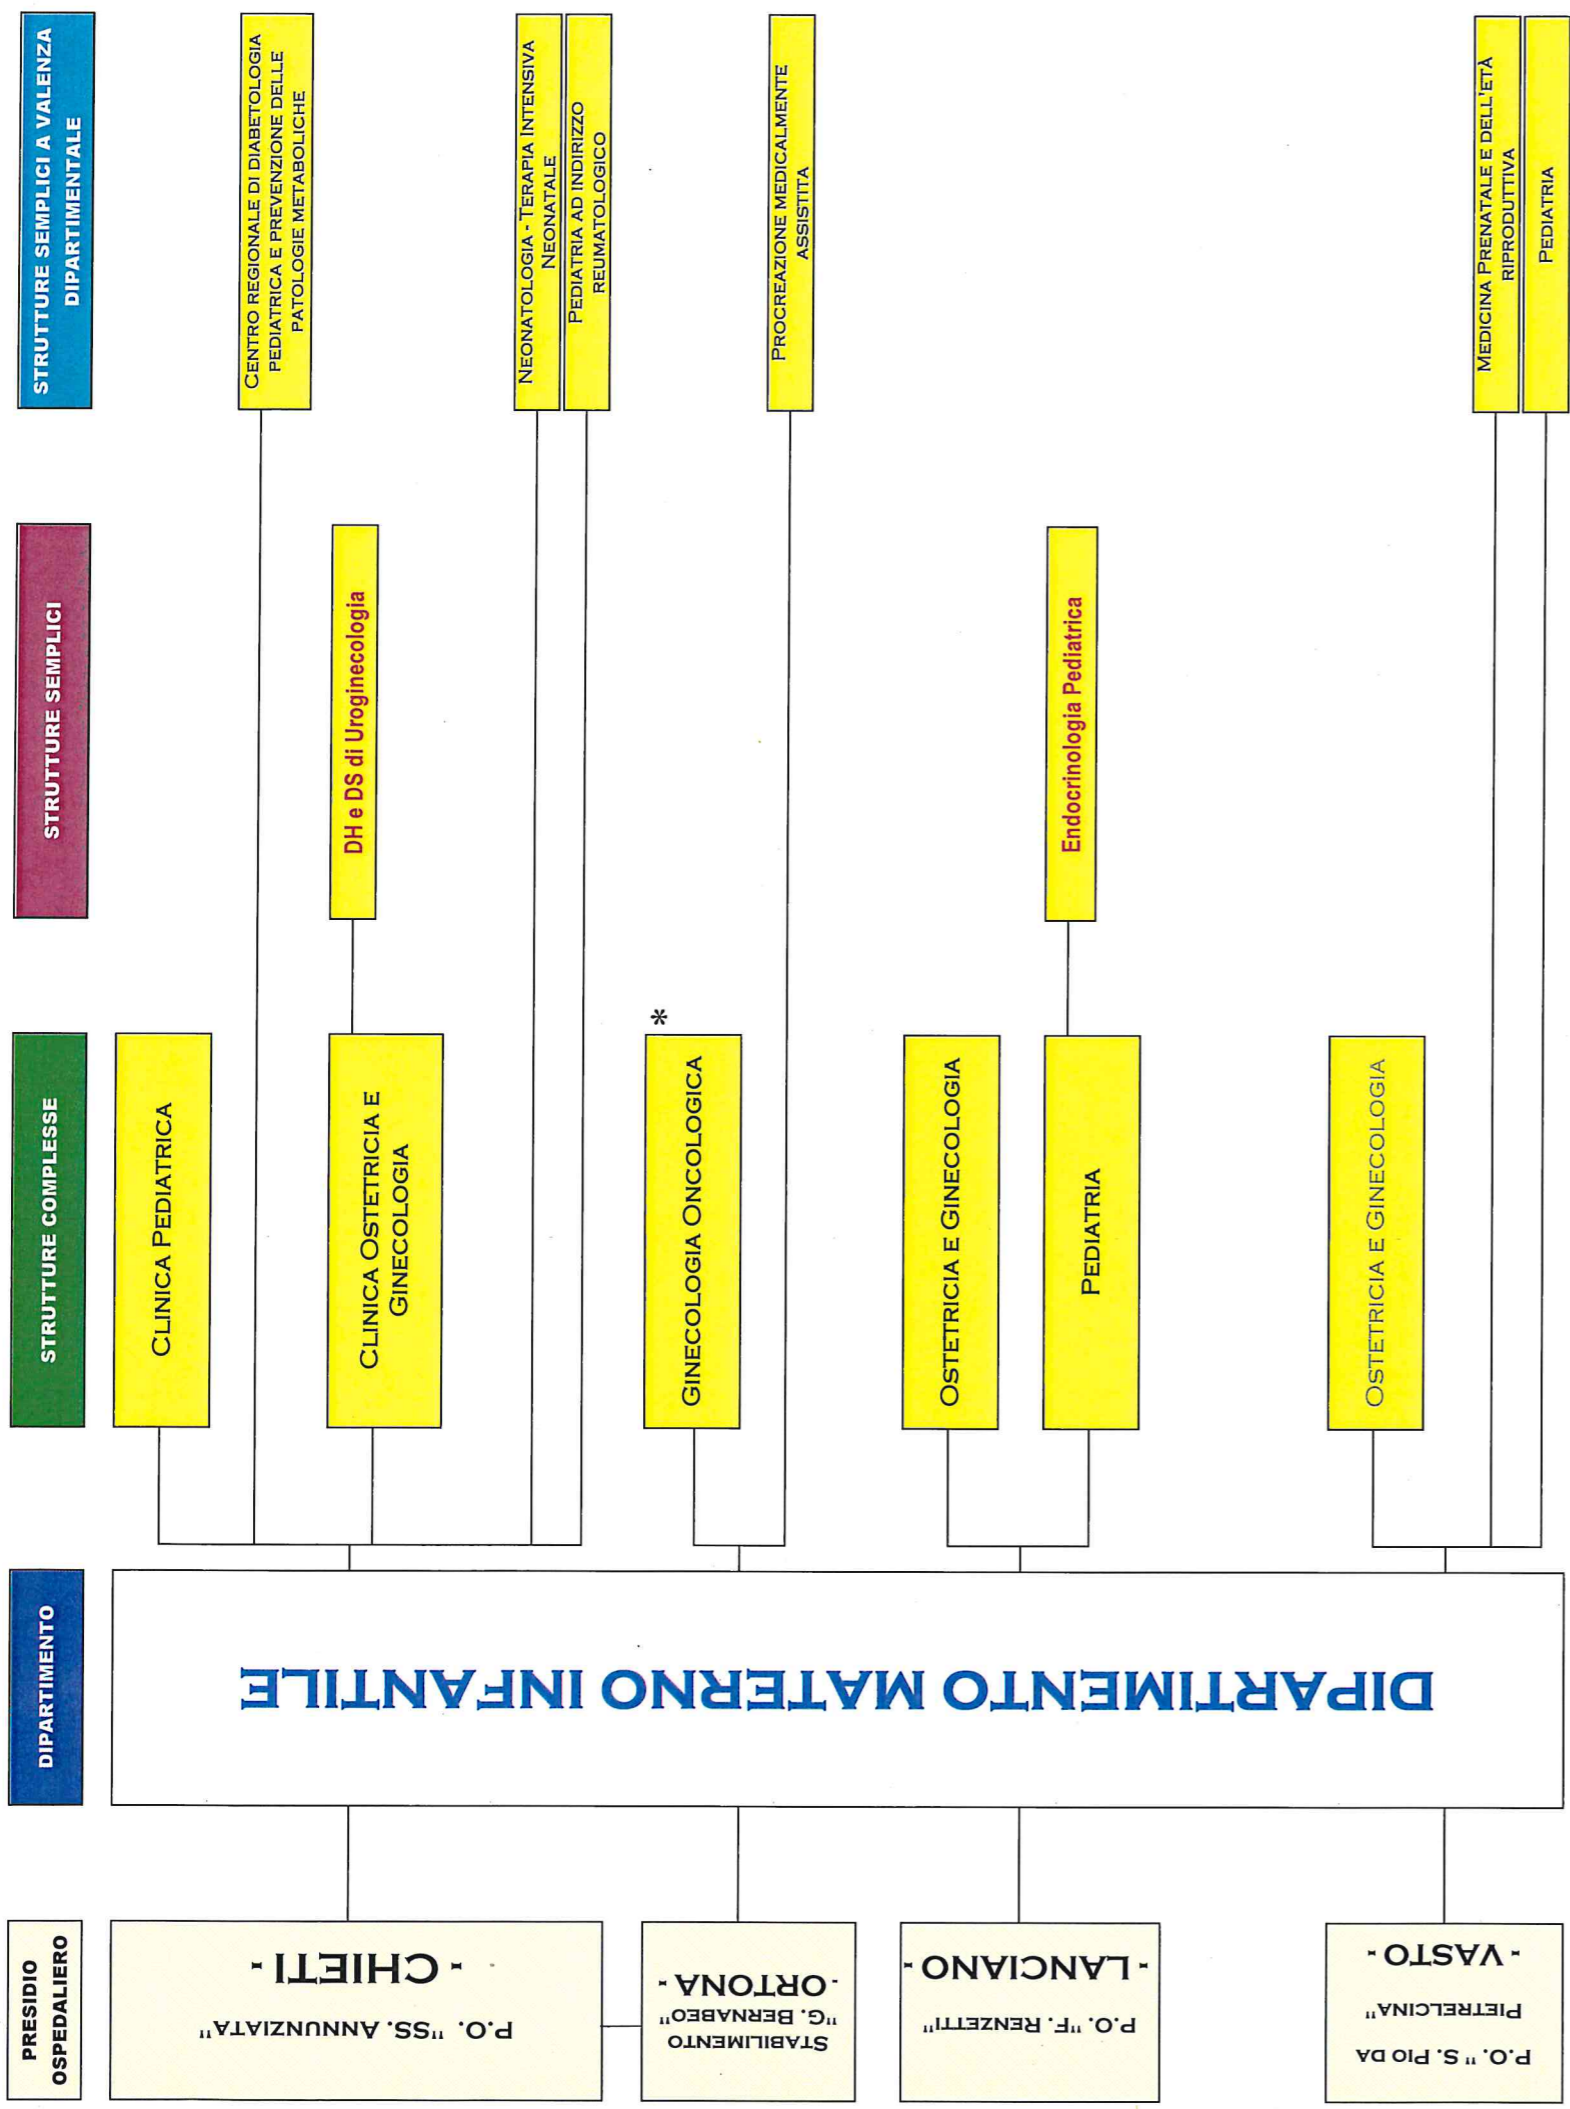 PRESIDIO
OSPEDALIERO
DIPARTIMENTO
STRUTTURE COMPLESSE
STRUTTURE SEMPLICI
STRUTTURE SEMPLICI A VALENZA
DIPARTIMENTALE
P.O. "SS. ANNUNZIATA"
- CHIETI -
STABILIMENTO
"G. BERNABEO"
- ORTONA -
P.O. "F. RENZETTI"
- LANCIANO -
P.O. "S. PIO DA
PIETRELCINA"
- VASTO -
DIPARTIMENTO MATERNO INFANTILE
CLINICA PEDIATRICA
CENTRO REGIONALE DI DIABETOLOGIA
PEDIATRICA E PREVENZIONE DELLE
PATOLOGIE METABOLICHE
CLINICA OSTETRICIA E
GINECOLOGIA
DH e DS di Uroginecologia
NEONATOLOGIA - TERAPIA INTENSIVA
NEONATALE
PEDIATRIA AD INDIRIZZO
REUMATOLOGICO
GINECOLOGIA ONCOLOGICA
*
PROCREAZIONE MEDICALMENTE
ASSISTITA
OSTETRICIA E GINECOLOGIA
PEDIATRIA
Endocrinologia Pediatrica
OSTETRICIA E GINECOLOGIA
MEDICINA PRENATALE E DELL'ETÀ
RIPRODUTTIVA
PEDIATRIA